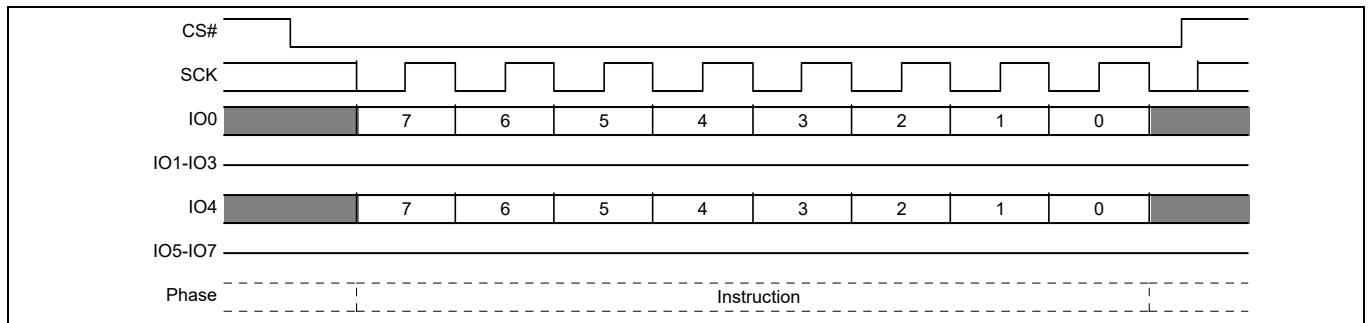 CS#
SCK
IO0 7 6 5 4 3 2 1 0
IO1-IO3
IO4 7 6 5 4 3 2 1 0
IO5-IO7
Phase Instruction